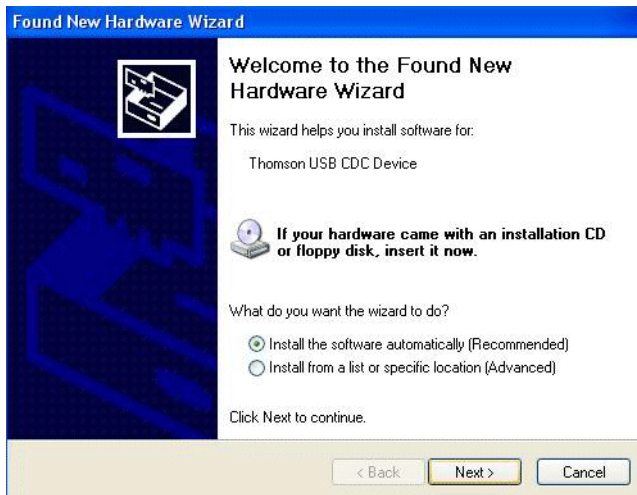 Found New Hardware Wizard
Welcome to the Found New
Hardware Wizard
This wizard helps you install software for:
Thomson USB CDC Device
If your hardware came with an installation CD
or floppy disk, insert it now.
What do you want the wizard to do?
Install the software automatically (Recommended)
Install from a list or specific location (Advanced)
Click Next to continue.
< Back
Next >
Cancel